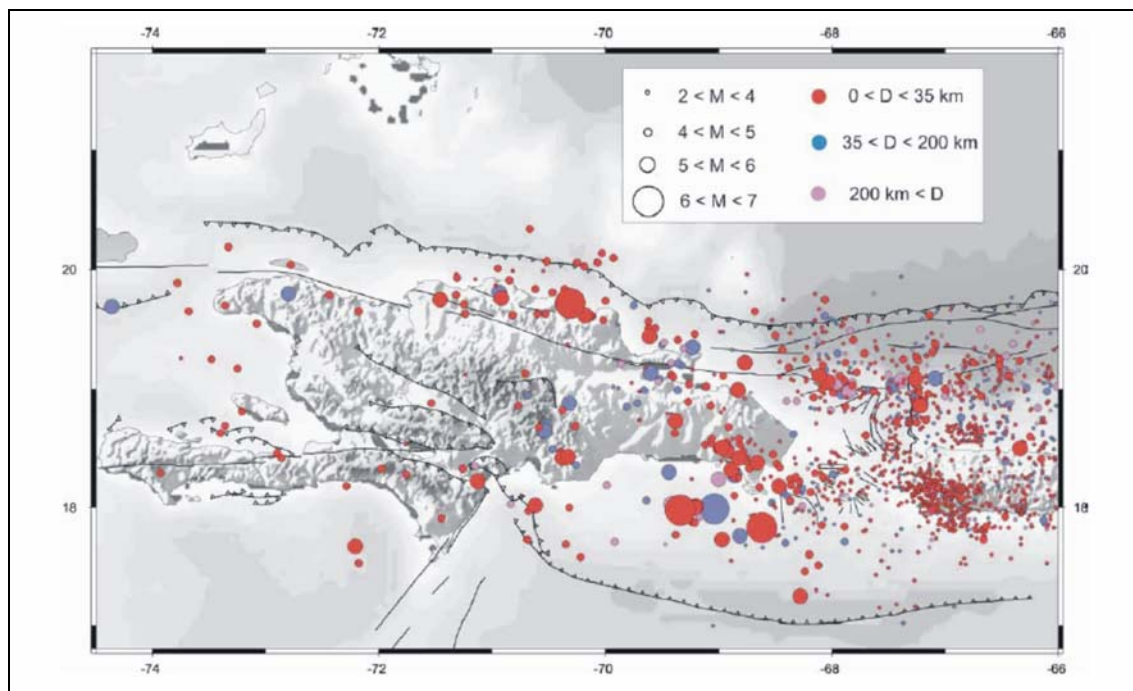 -74 -72 -70 -68 -66
2 < M < 4 0 < D < 35 km
4 < M < 5 35 < D < 200 km
5 < M < 6 200 km < D
6 < M < 7
20 20
18 18
-74 -72 -70 -68 -66